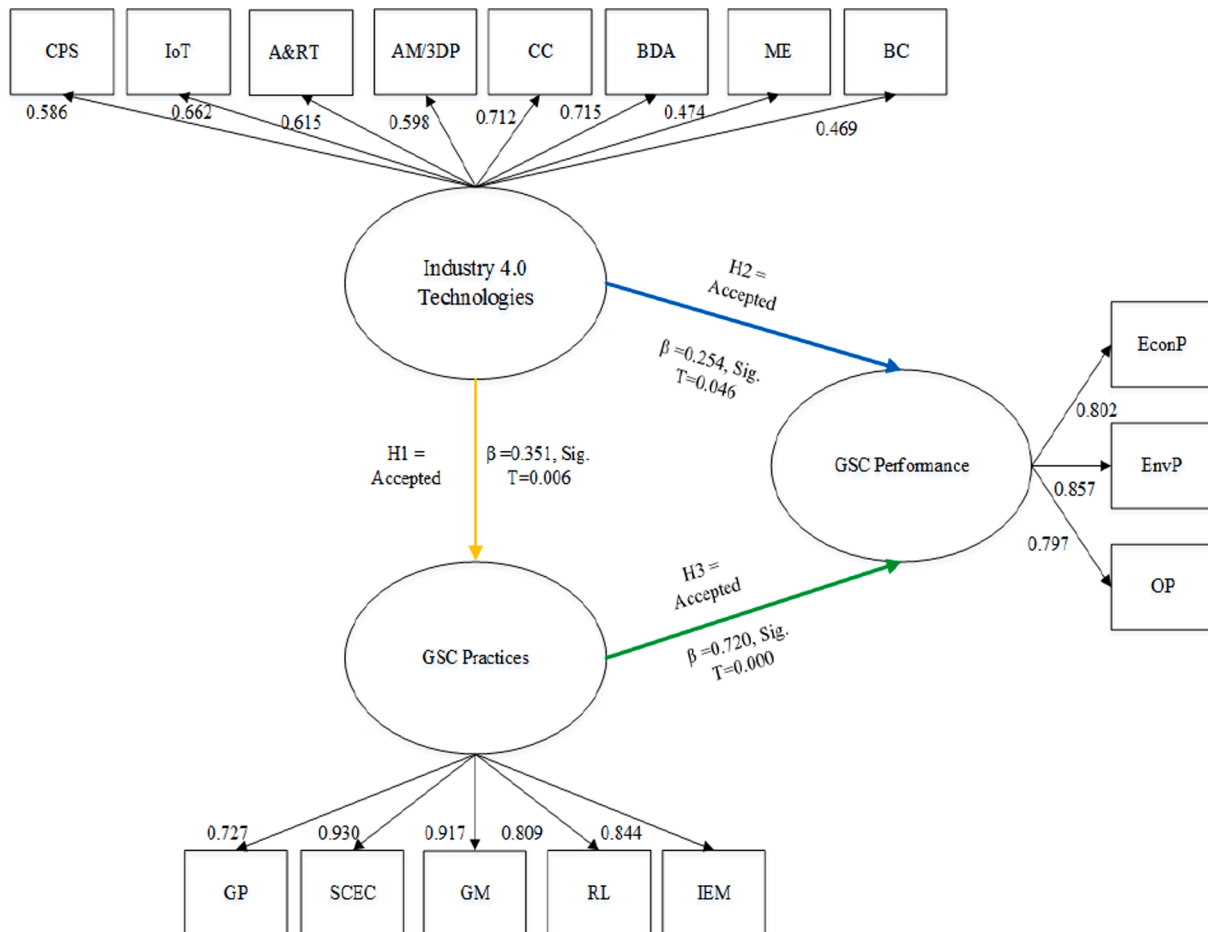 CPS
IoT
A&RT
AM/3DP
CC
BDA
ME
BC
0.586
0.662
0.615
0.598
0.712
0.715
0.474
0.469
Industry 4.0
Technologies
H2 =
Accepted
β =0.254, Sig.
T=0.046
EconP
0.802
H1 =
Accepted
β =0.351, Sig.
T=0.006
GSC Performance
EnvP
0.857
0.797
OP
H3 =
Accepted
β =0.720, Sig.
T=0.000
GSC Practices
0.727
0.930
0.917
0.809
0.844
GP
SCEC
GM
RL
IEM